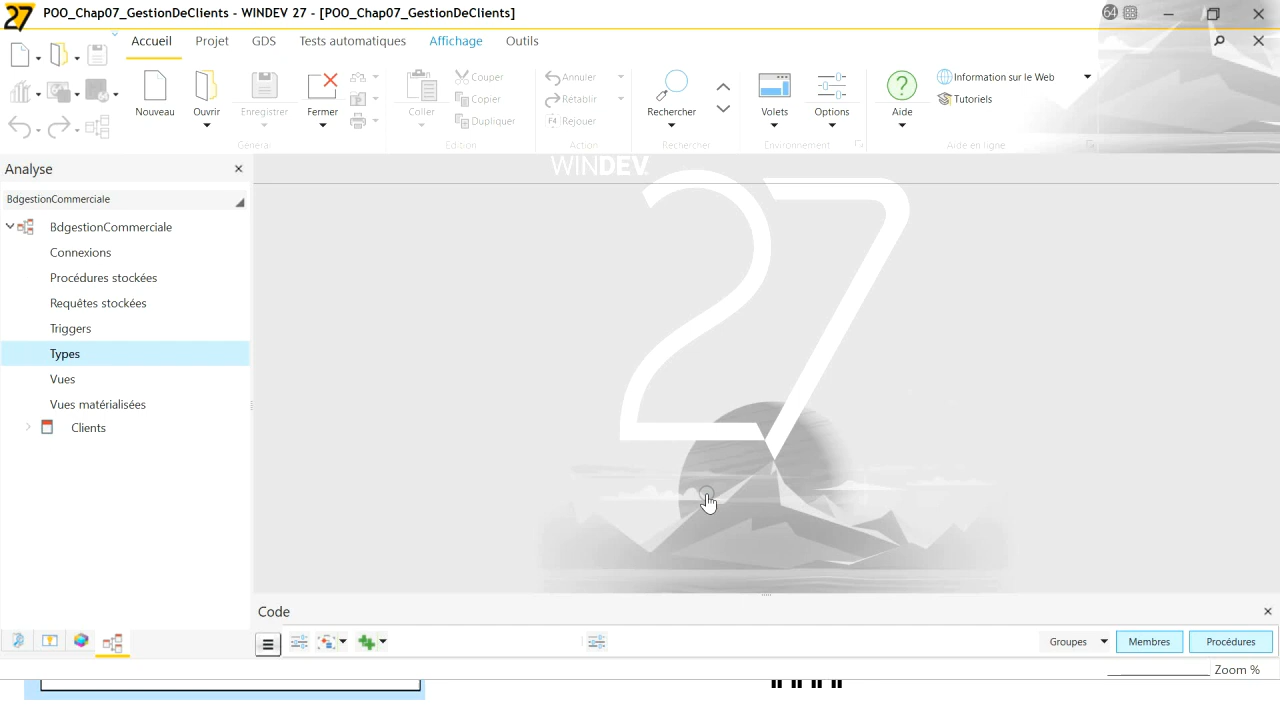 27 POO_Chap07_GestionDeClients - WINDEV 27 - [POO_Chap07_GestionDeClients]
64
Accueil Projet GDS Tests automatiques Affichage Outils
Nouveau Ouvrir Enregistrer Fermer
Général
Coller Couper Copier Dupliquer
Edition
Annuler Rétablir F4 Rejouer
Action
Rechercher
Rechercher
Volets Options
Environnement
Aide ? Information sur le Web
Tutoriels
Aide en ligne
Analyse
BdgestionCommerciale
BdgestionCommerciale
Connexions
Procédures stockées
Requêtes stockées
Triggers
Types
Vues
Vues matérialisées
Clients
WINDEV
27
Code
Groupes Membres Procédures
Zoom %